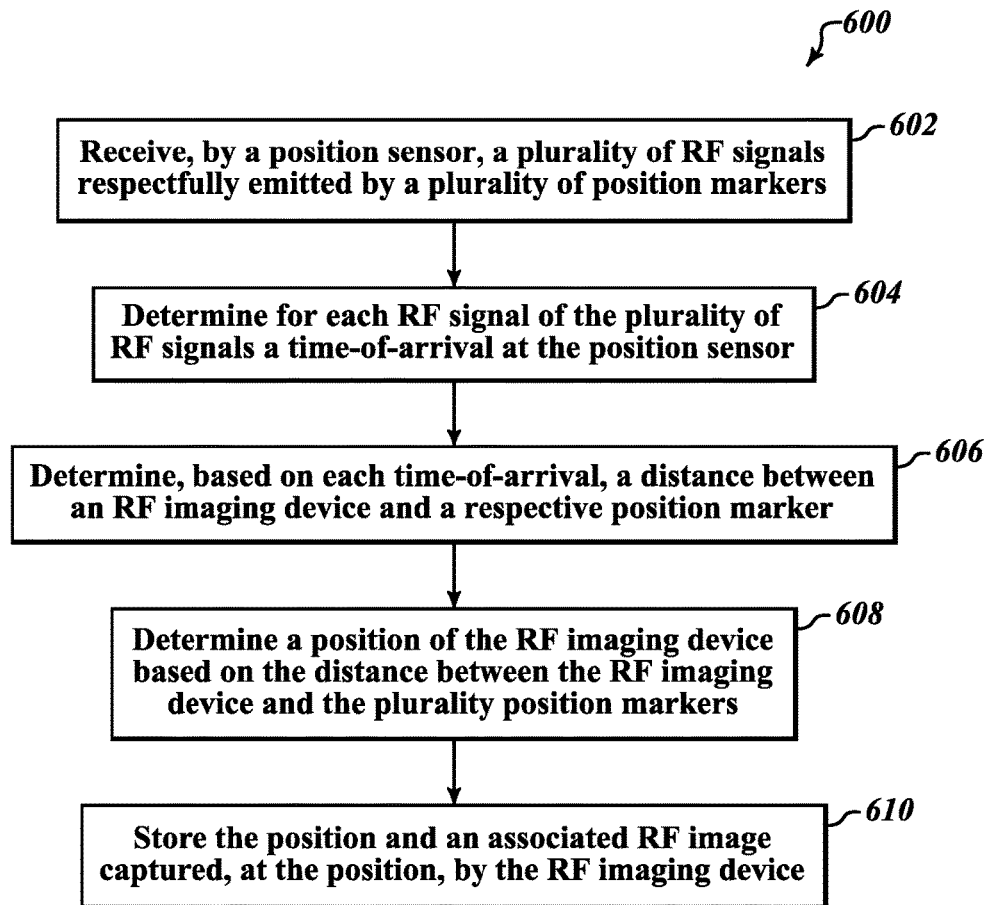 600
602
Receive, by a position sensor, a plurality of RF signals
respectfully emitted by a plurality of position markers
604
Determine for each RF signal of the plurality of
RF signals a time-of-arrival at the position sensor
606
Determine, based on each time-of-arrival, a distance between
an RF imaging device and a respective position marker
608
Determine a position of the RF imaging device
based on the distance between the RF imaging
device and the plurality position markers
610
Store the position and an associated RF image
captured, at the position, by the RF imaging device